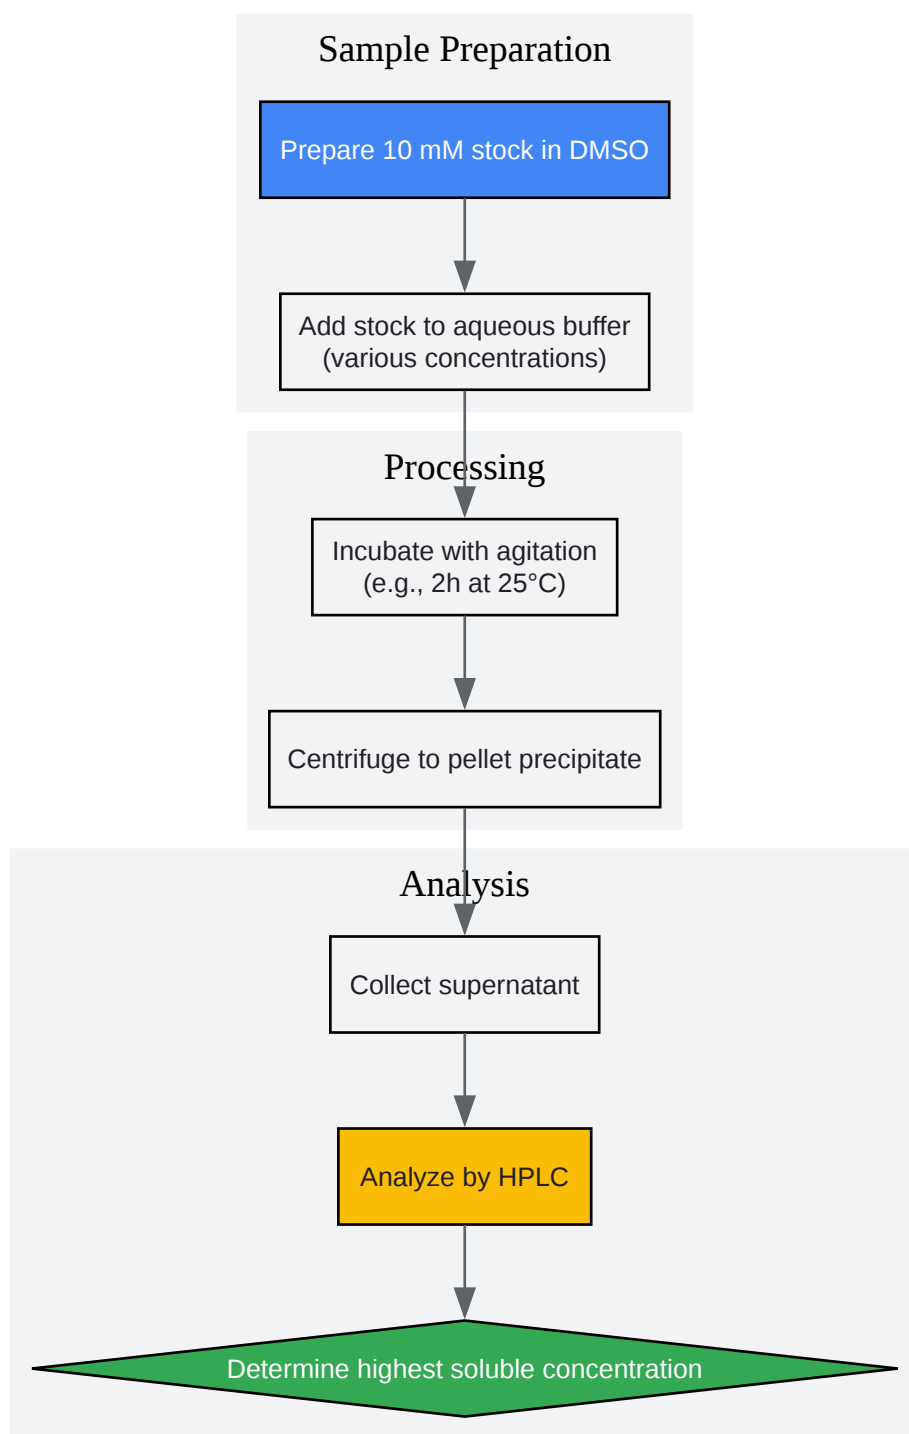 Sample Preparation
Prepare 10 mM stock in DMSO
Add stock to aqueous buffer
(various concentrations)
Processing
Incubate with agitation
(e.g., 2h at 25°C)
Centrifuge to pellet precipitate
Analysis
Collect supernatant
Analyze by HPLC
Determine highest soluble concentration